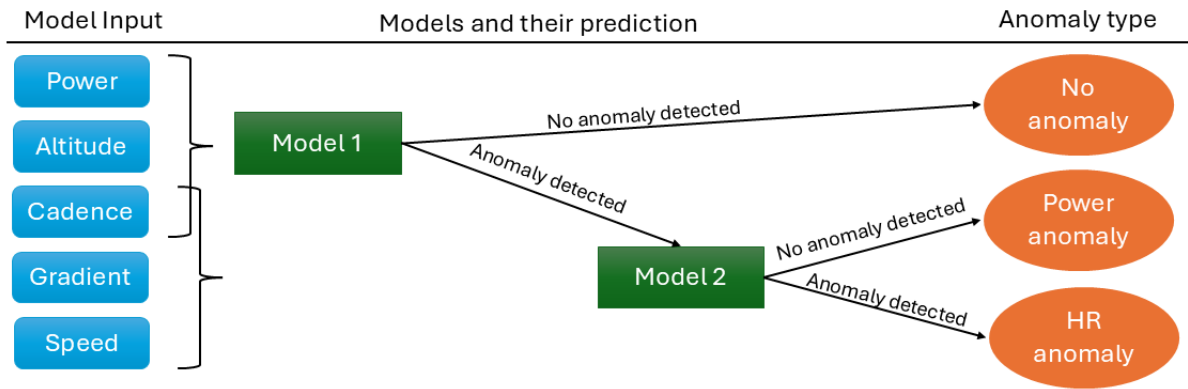 Model Input
Models and their prediction
Anomaly type
Power
Altitude
Cadence
Gradient
Speed
Model 1
No anomaly detected
Anomaly detected
Model 2
No anomaly detected
Anomaly detected
No
anomaly
Power
anomaly
HR
anomaly